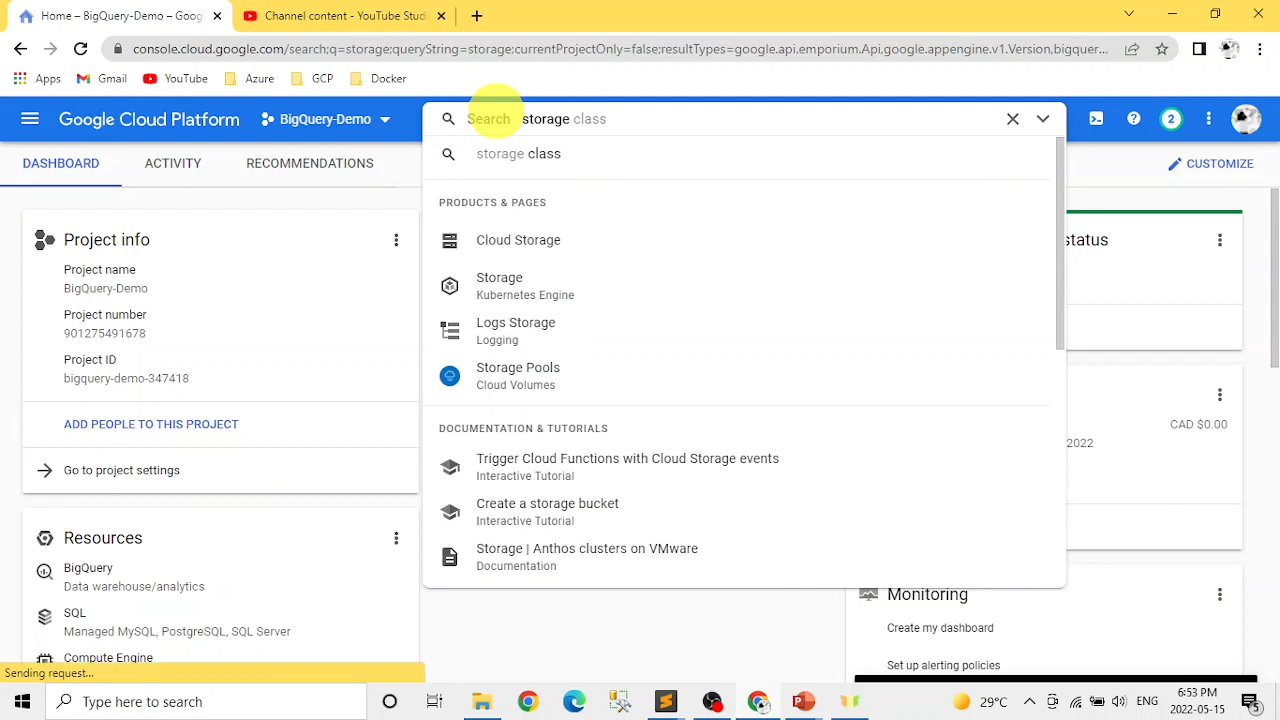 Home – BigQuery-Demo – Goo
Channel content - YouTube Stud
console.cloud.google.com/search;q=storage;queryString=storage;currentProjectOnly=false;resultTypes=google.api.emporium.Api,google.appengine.v1.Version,bigquer...
Apps
Gmail
YouTube
Azure
GCP
Docker
Google Cloud Platform
BigQuery-Demo
Search storage class
2
DASHBOARD
ACTIVITY
RECOMMENDATIONS
CUSTOMIZE
storage class
PRODUCTS & PAGES
Cloud Storage
Storage
Kubernetes Engine
Logs Storage
Logging
Storage Pools
Cloud Volumes
DOCUMENTATION & TUTORIALS
Trigger Cloud Functions with Cloud Storage events
Interactive Tutorial
Create a storage bucket
Interactive Tutorial
Storage | Anthos clusters on VMware
Documentation
Project info
Project name
BigQuery-Demo
Project number
901275491678
Project ID
bigquery-demo-347418
ADD PEOPLE TO THIS PROJECT
Go to project settings
Resources
BigQuery
Data warehouse/analytics
SQL
Managed MySQL, PostgreSQL, SQL Server
Compute Engine
status
CAD $0.00
2022
Monitoring
Create my dashboard
Set up alerting policies
Sending request...
Type here to search
29°C
ENG
6:53 PM
2022-05-15
5